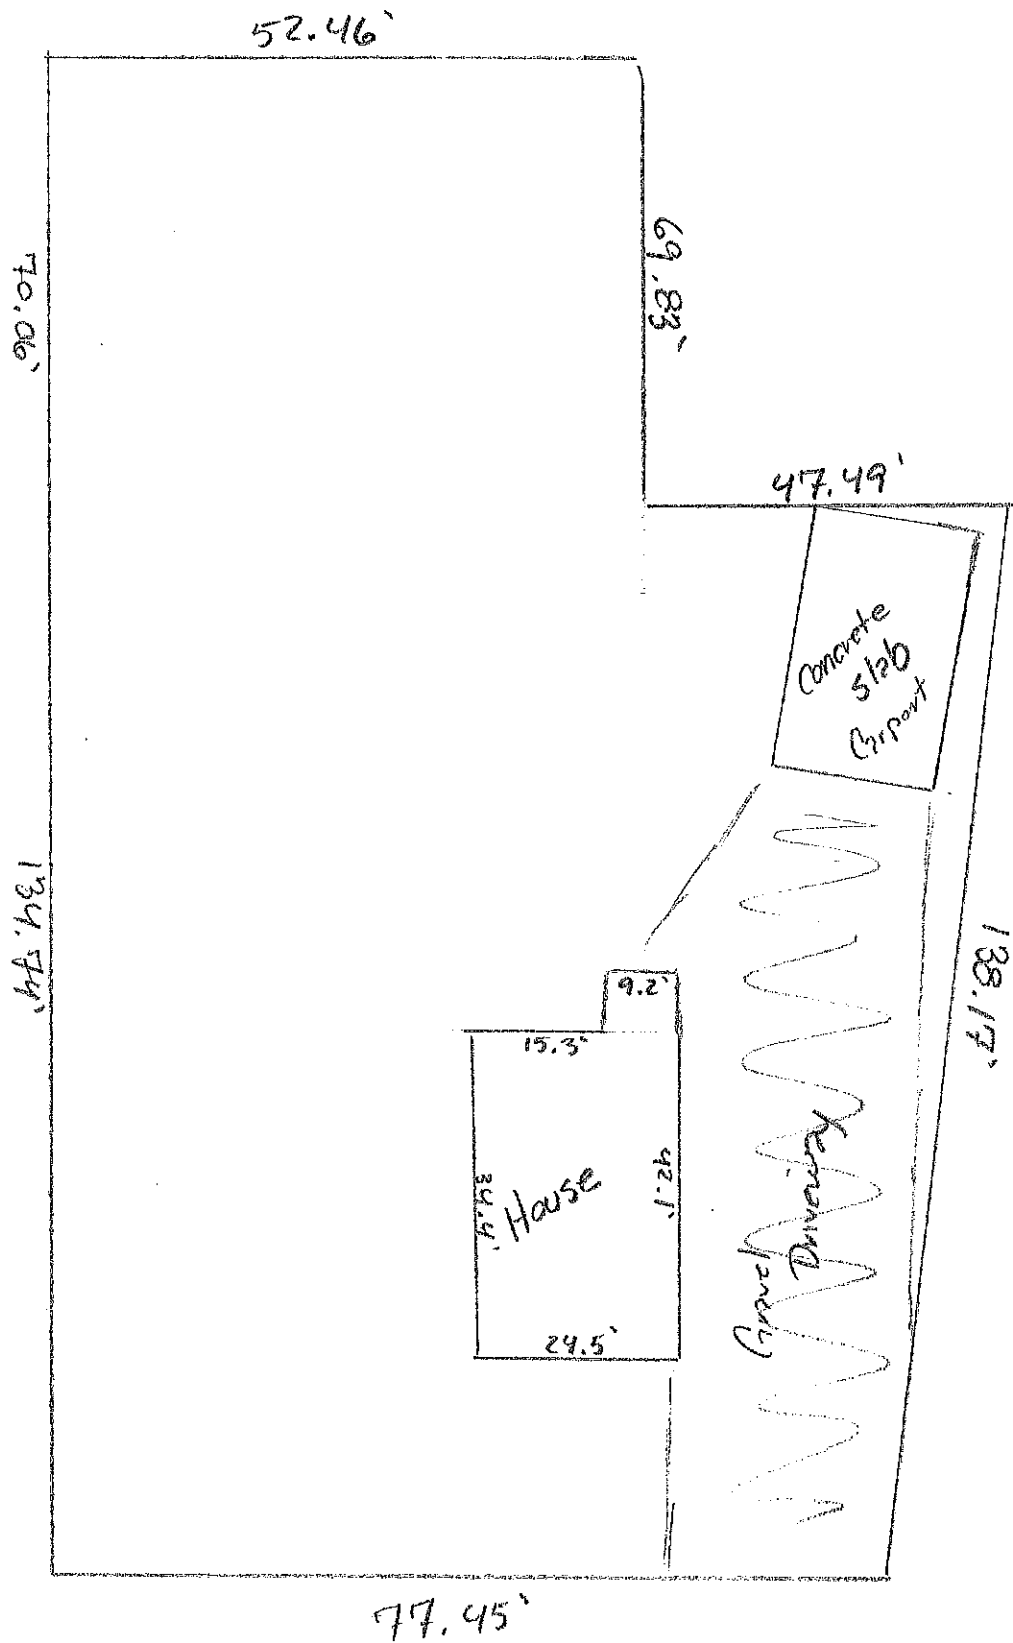 52.46'
70.06'
69.83'
47.49'
Concrete
slab
Carport
134.74'
138.17'
9.2'
15.3'
34.4'
House
42.1'
24.5'
Driveway
77.45'